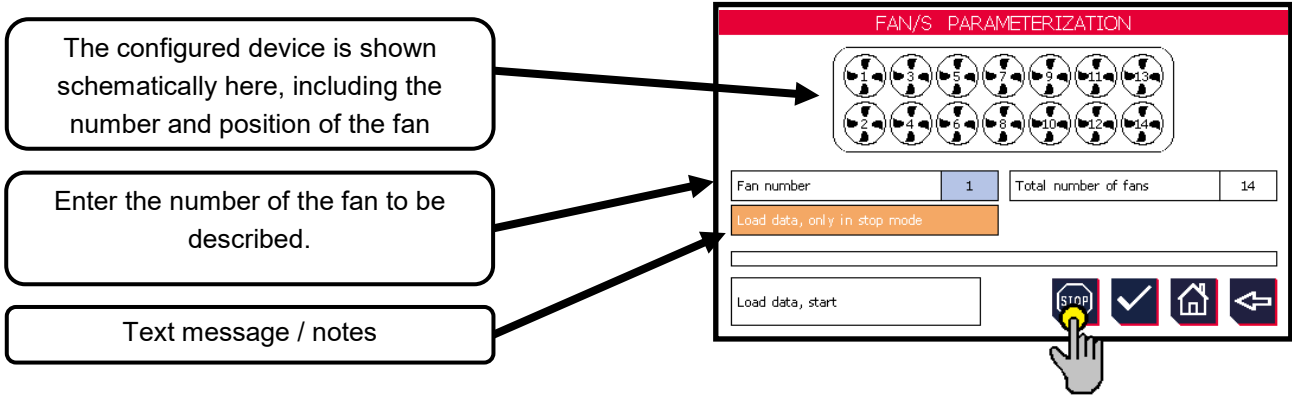 The configured device is shown
schematically here, including the
number and position of the fan
Enter the number of the fan to be
described.
Text message / notes
FAN/S PARAMETERIZATION
1 3 5 7 9 11 13
2 4 6 8 10 12 14
Fan number 1 Total number of fans 14
Load data, only in stop mode
Load data, start
STOP